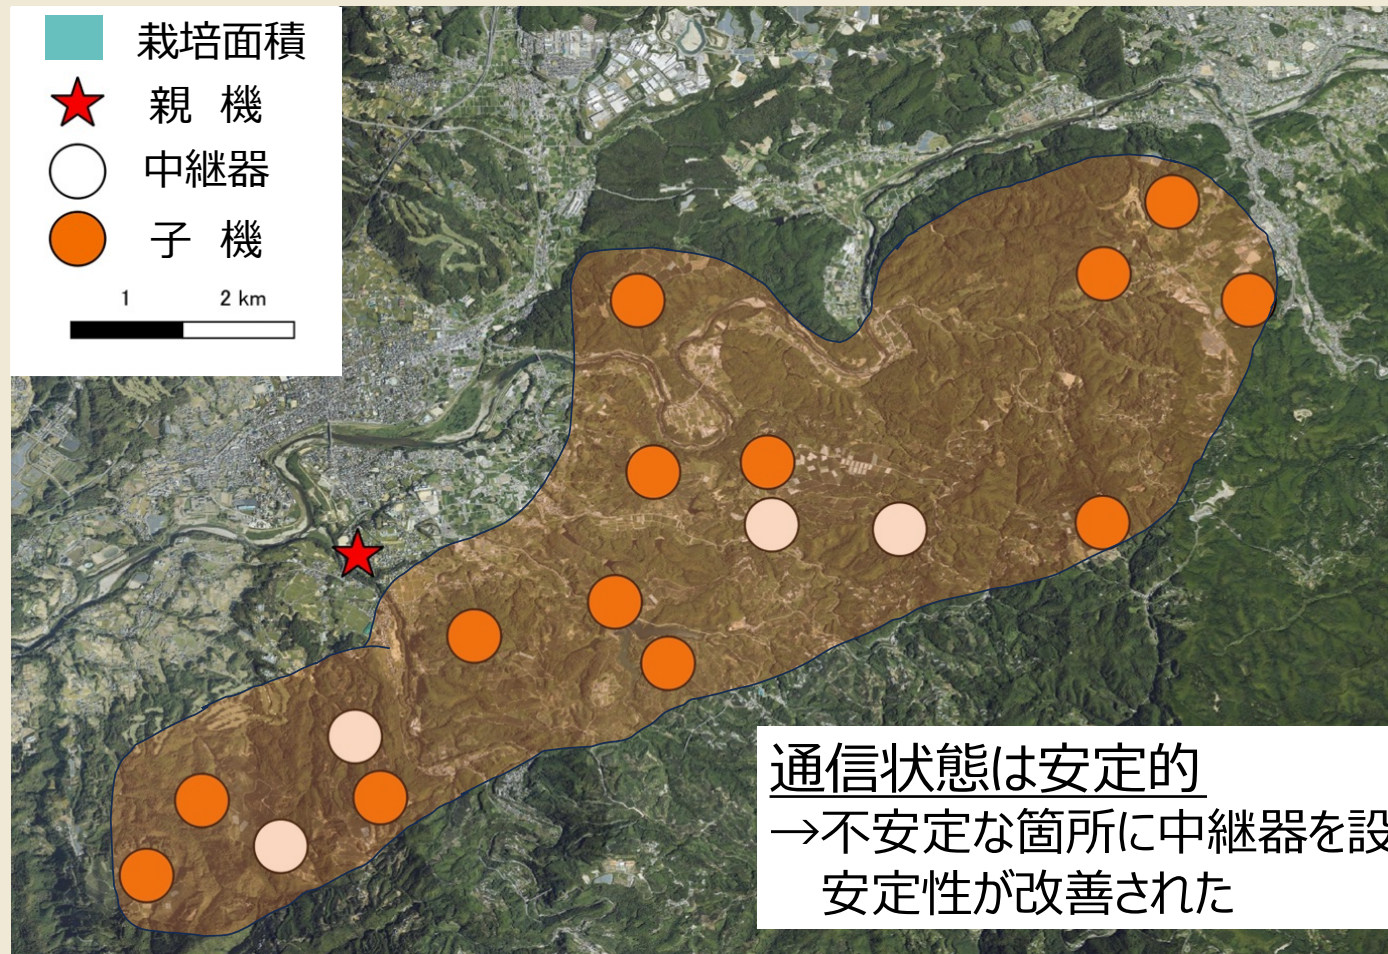 栽培面積
親 機
中継器
子 機
1 2 km
通信状態は安定的
→不安定な箇所に中継器を設
安定性が改善された